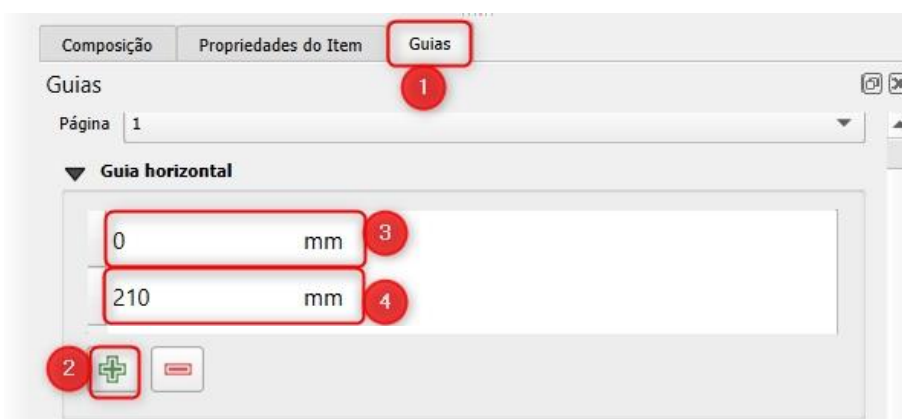 Composição Propriedades do Item Guias
1
Guias
Página 1
Guia horizontal
0 mm 3
210 mm 4
2